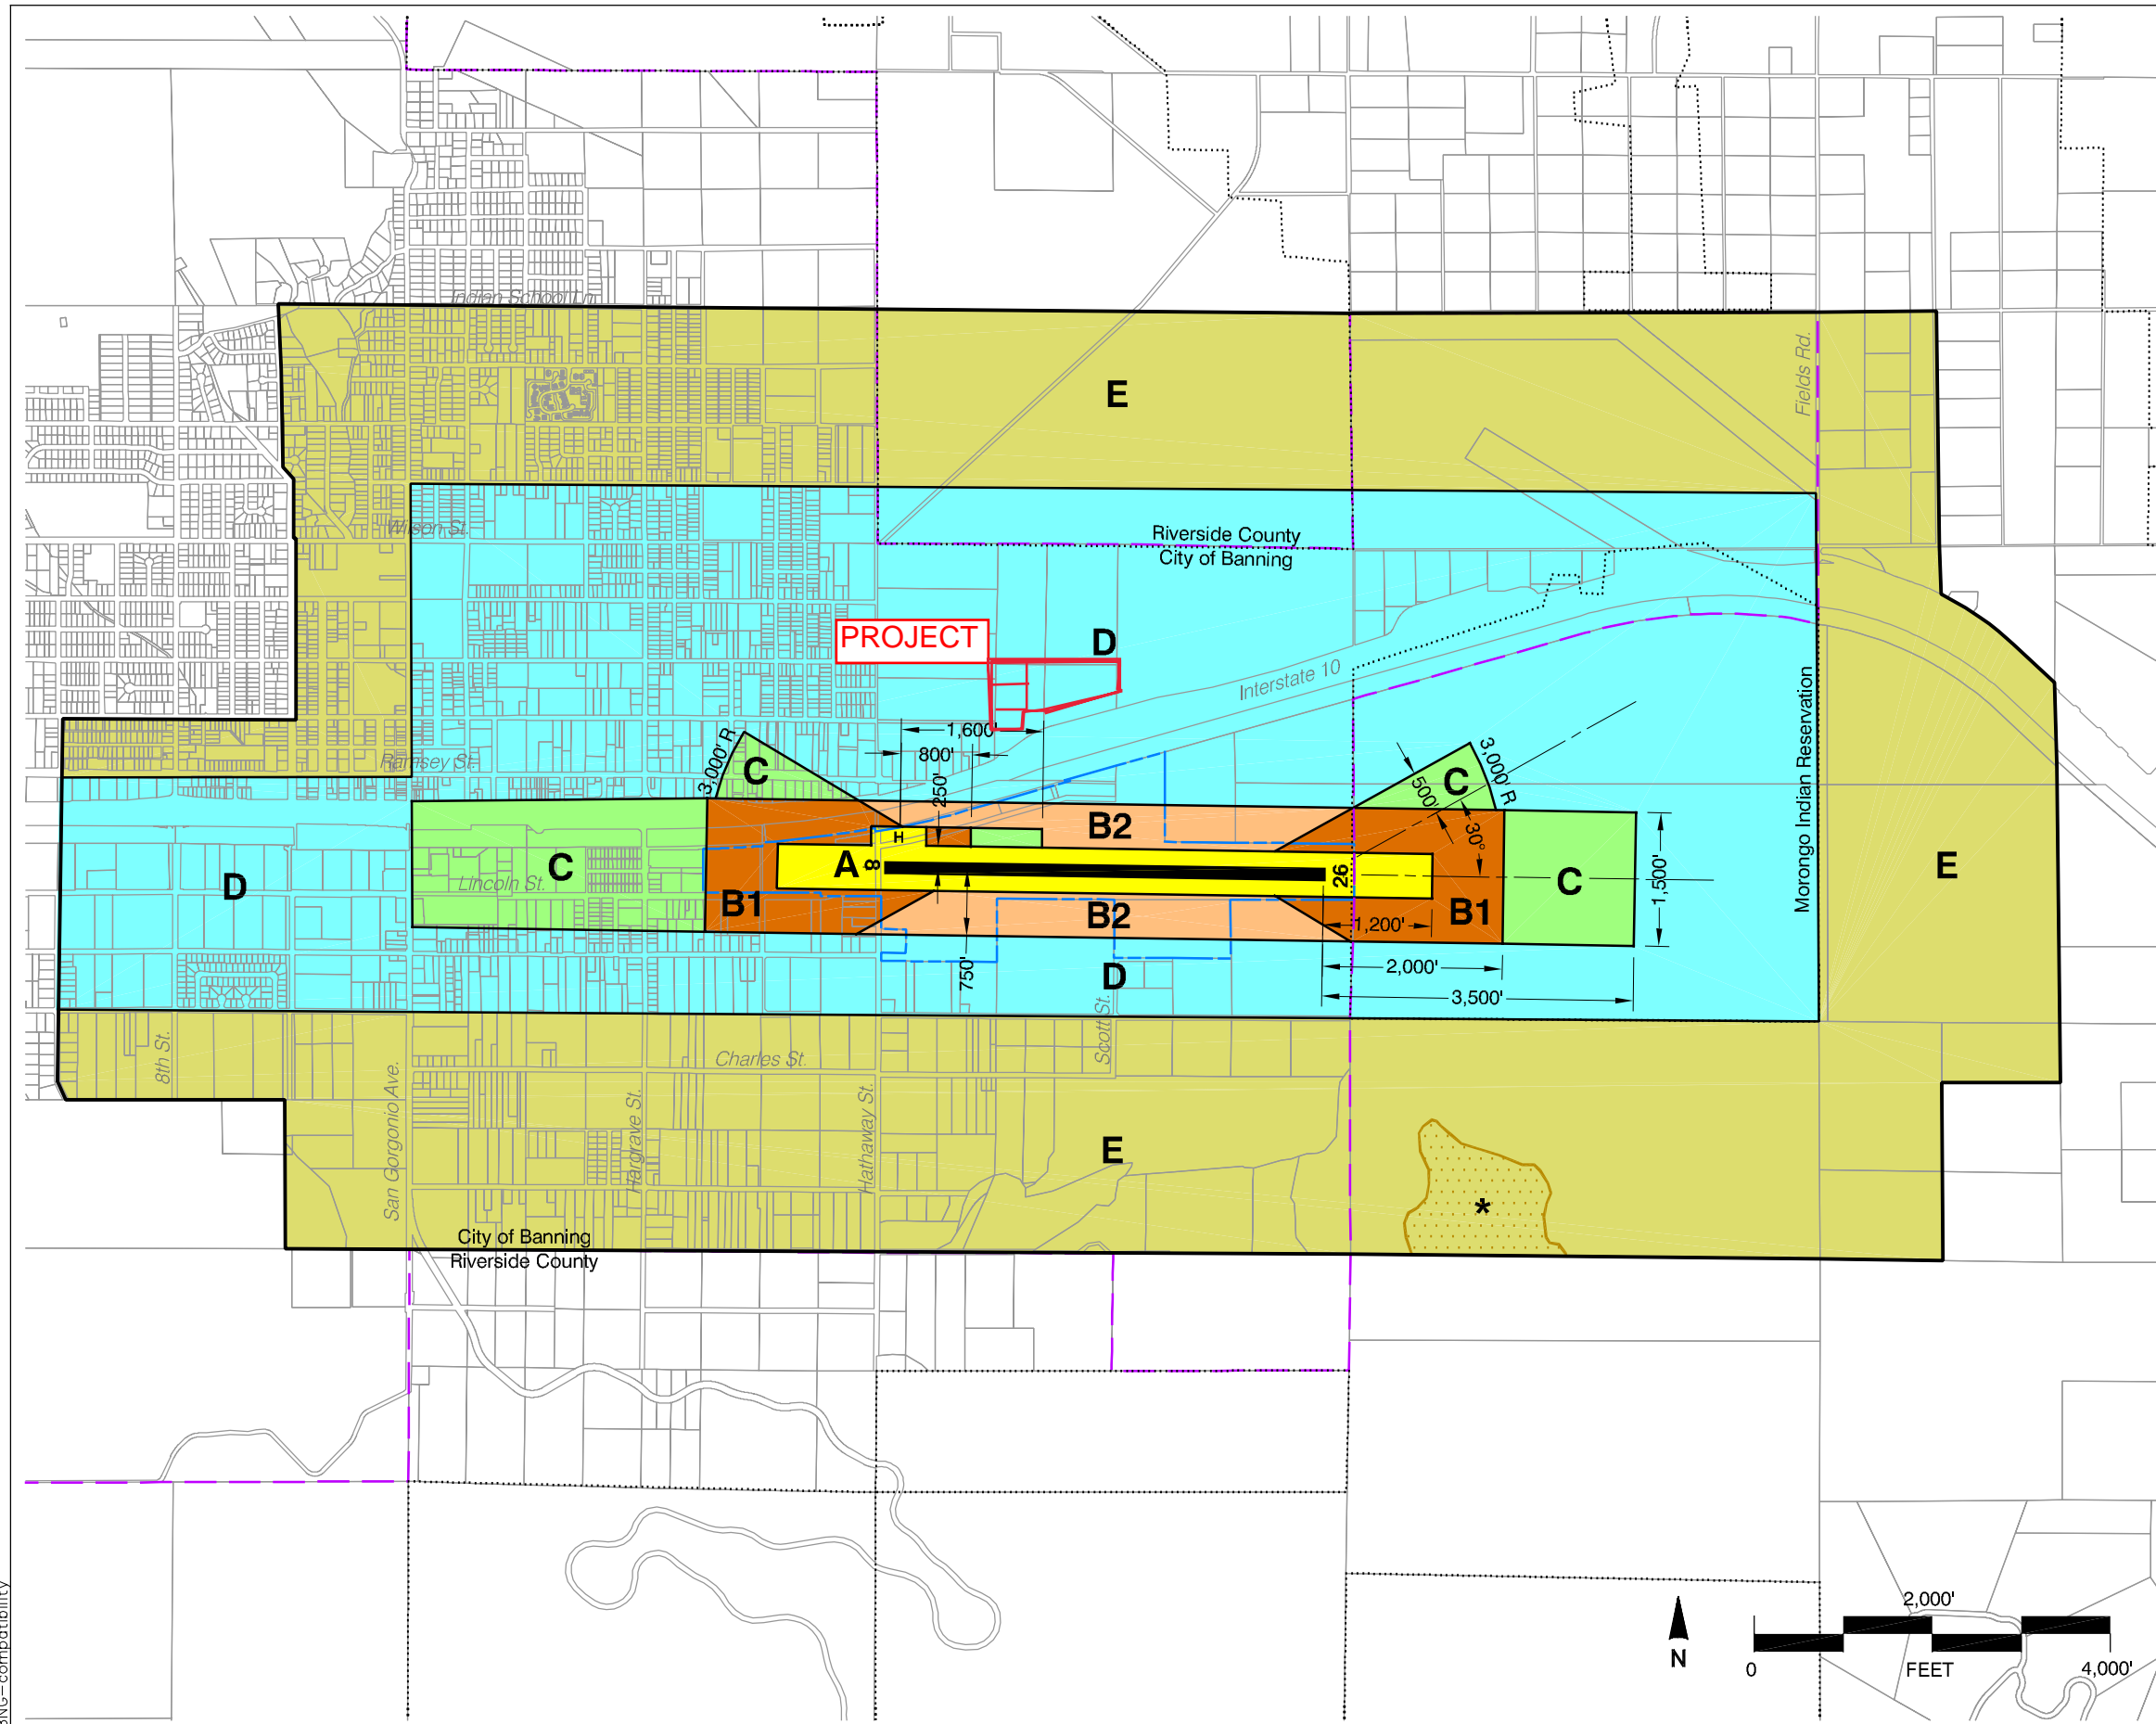 Indian School Ln.
Fields Rd.
E
Wilson St.
Riverside County
City of Banning
PROJECT
D
Interstate 10
Morongo Indian Reservation
1,600'
800'
250'
Ramsey St.
3,000' R
C
3,000' R
C
500'
30°
B2
H
A
8
26
C
Lincoln St.
D
B1
B2
1,200'
B1
C
1,500'
E
750'
D
2,000'
3,500'
Scott St.
8th St.
Charles St.
San Gorgonio Ave.
Hargrave St.
Hathaway St.
E
*
City of Banning
Riverside County
2,000'
N
0
FEET
4,000'
BNG-compatibility